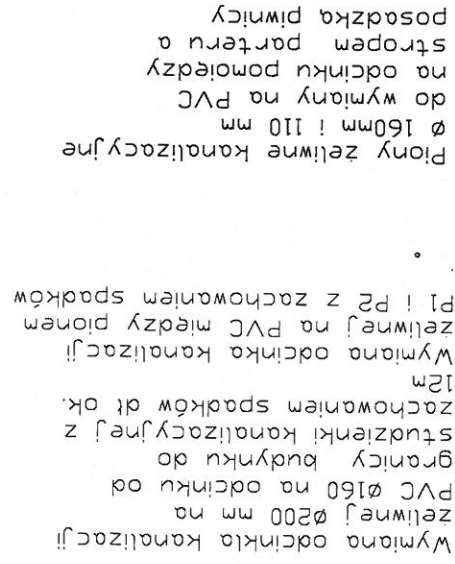 Wymiana odcinkla kanalizacji
żeliwnej Ø200 mm na
PVC Ø160 na odcinku od
granicy budynku do
studzienki kanalizacyjnej z
zachowaniem spadków dł ok.
12m
Wymiana odcinka kanalizacji
żeliwnej na PVC między pionem
P1 i P2 z zachowaniem spadków
Piony żeliwne kanalizacyjne
Ø 160mm i 110 mm
do wymiany na PVC
na odcinku pomoiędzy
stropem parteru a
posadzką piwnicy